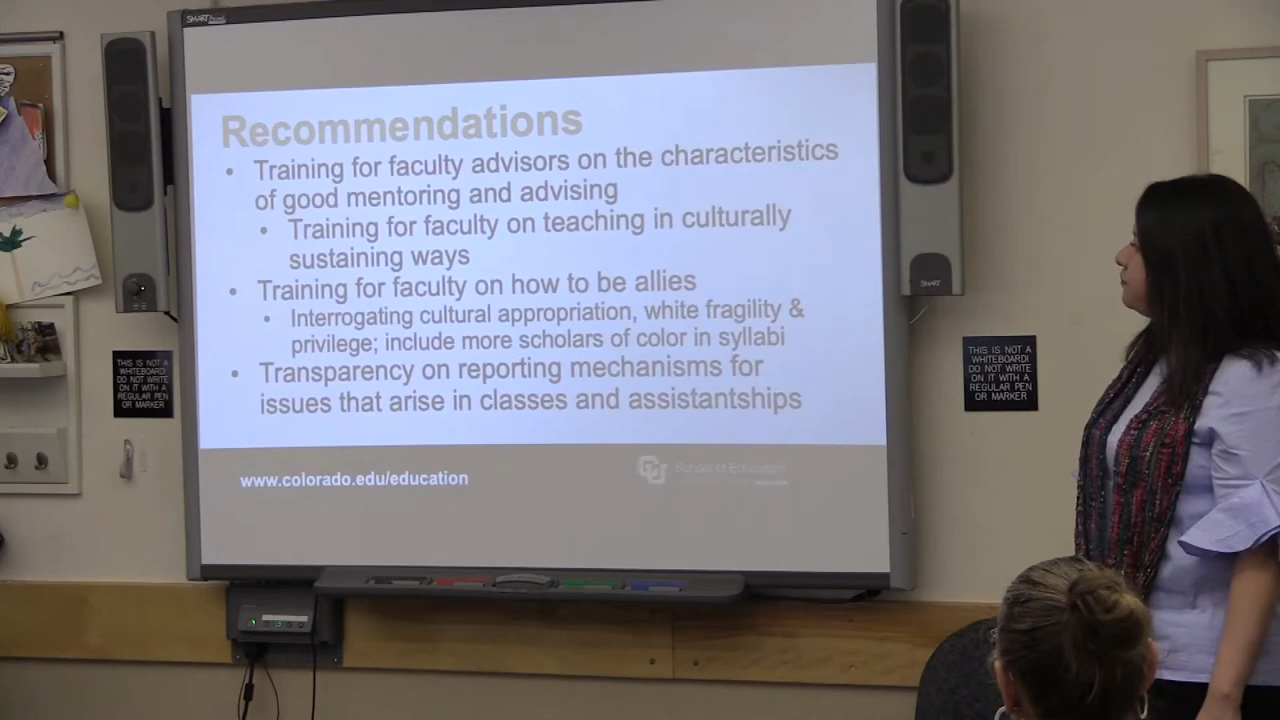 SMART Board
Recommendations
• Training for faculty advisors on the characteristics
of good mentoring and advising
• Training for faculty on teaching in culturally
sustaining ways
• Training for faculty on how to be allies
• Interrogating cultural appropriation, white fragility &
privilege; include more scholars of color in syllabi
• Transparency on reporting mechanisms for
issues that arise in classes and assistantships
www.colorado.edu/education
CU
School of Education
SMART
THIS IS NOT A
WHITEBOARD!
DO NOT WRITE
ON IT WITH A
REGULAR PEN
OR MARKER
THIS IS NOT A
WHITEBOARD!
DO NOT WRITE
ON IT WITH A
REGULAR PEN
OR MARKER